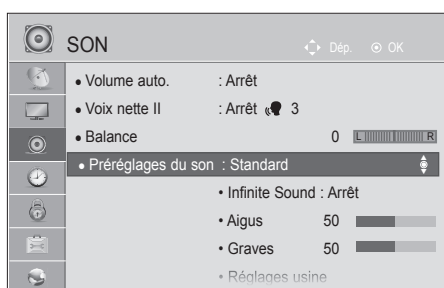 SON Dép. OK
• Volume auto. : Arrêt
• Voix nette II : Arrêt 3
• Balance 0 L R
• Préréglages du son : Standard
• Infinite Sound : Arrêt
• Aigus 50
• Graves 50
• Réglages usine